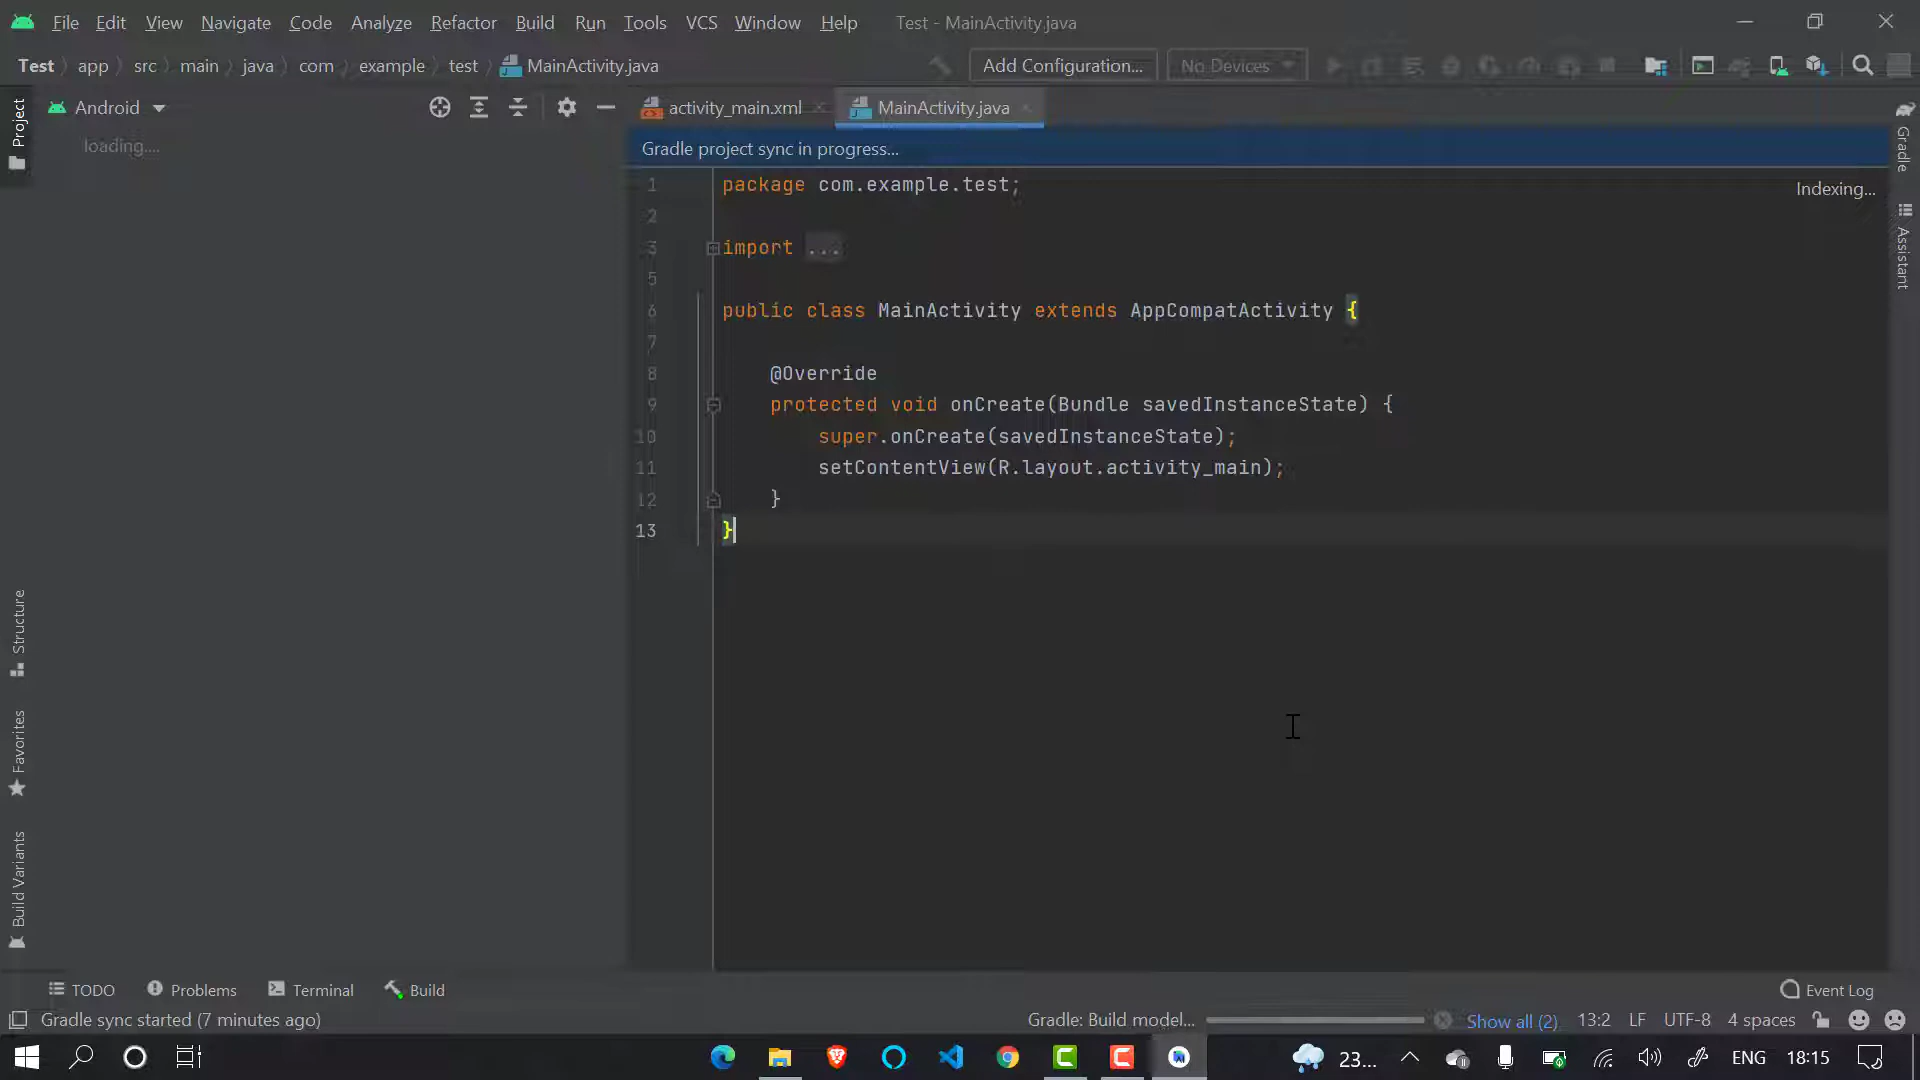 File Edit View Navigate Code Analyze Refactor Build Run Tools VCS Window Help Test - MainActivity.java
Test app src main java com example test MainActivity.java Add Configuration... No Devices
Project
Android
loading....
activity_main.xml MainActivity.java
Gradle project sync in progress...
Indexing...
Gradle
Assistant
1 package com.example.test;
2
3 import ...
5
6 public class MainActivity extends AppCompatActivity {
7
8 @Override
9 protected void onCreate(Bundle savedInstanceState) {
10 super.onCreate(savedInstanceState);
11 setContentView(R.layout.activity_main);
12 }
13 }
Structure
Favorites
Build Variants
TODO Problems Terminal Build Event Log
Gradle sync started (7 minutes ago) Gradle: Build model... Show all (2) 13:2 LF UTF-8 4 spaces
23... ENG 18:15